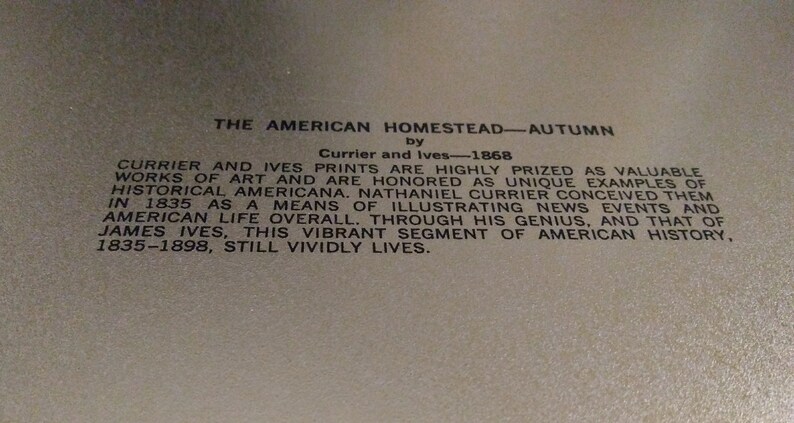 THE AMERICAN HOMESTEAD—AUTUMN
by
Currier and Ives—1868
CURRIER AND IVES PRINTS ARE HIGHLY PRIZED AS VALUABLE
WORKS OF ART AND ARE HONORED AS UNIQUE EXAMPLES OF
HISTORICAL AMERICANA. NATHANIEL CURRIER CONCEIVED THEM
IN 1835 AS A MEANS OF ILLUSTRATING NEWS EVENTS AND
AMERICAN LIFE OVERALL. THROUGH HIS GENIUS, AND THAT OF
JAMES IVES, THIS VIBRANT SEGMENT OF AMERICAN HISTORY,
1835–1898, STILL VIVIDLY LIVES.